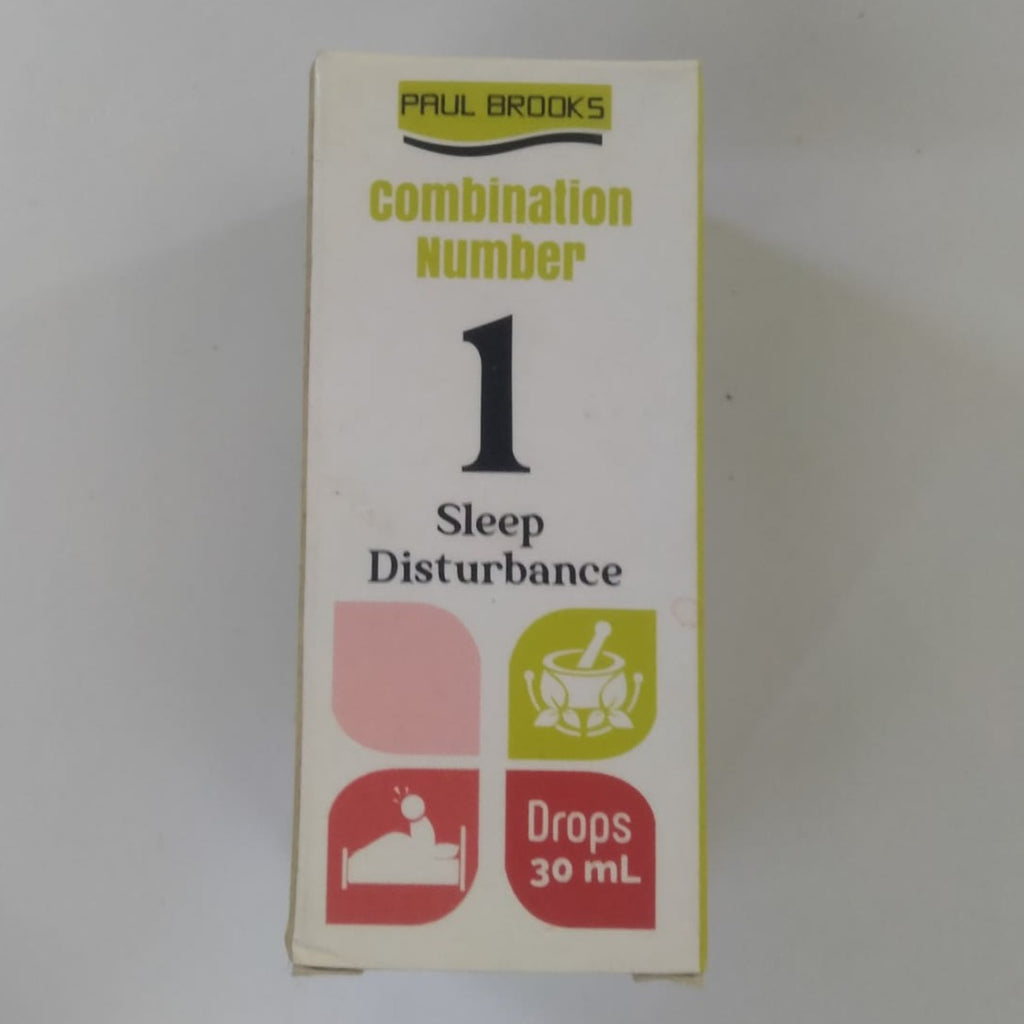 PAUL BROOKS
Combination
Number
1
Sleep
Disturbance
Drops
30 mL